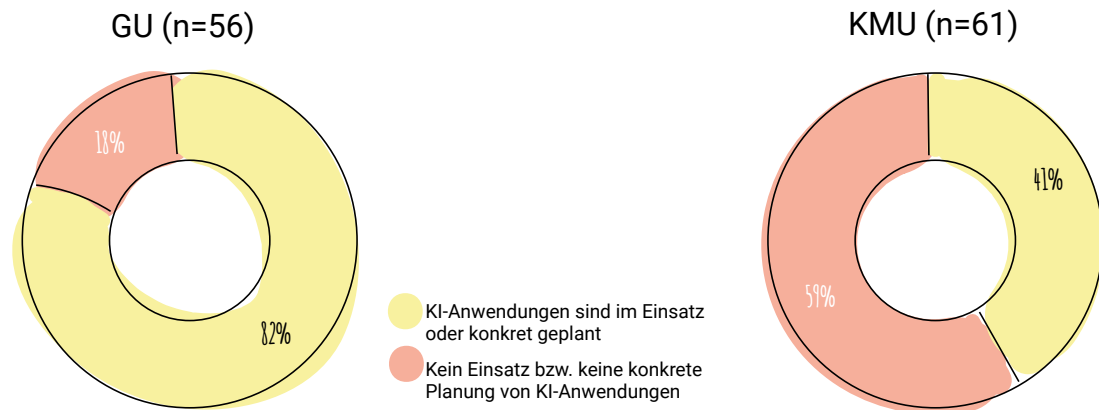 GU (n=56)
KMU (n=61)
18%
82%
41%
59%
KI-Anwendungen sind im Einsatz
oder konkret geplant
Kein Einsatz bzw. keine konkrete
Planung von KI-Anwendungen